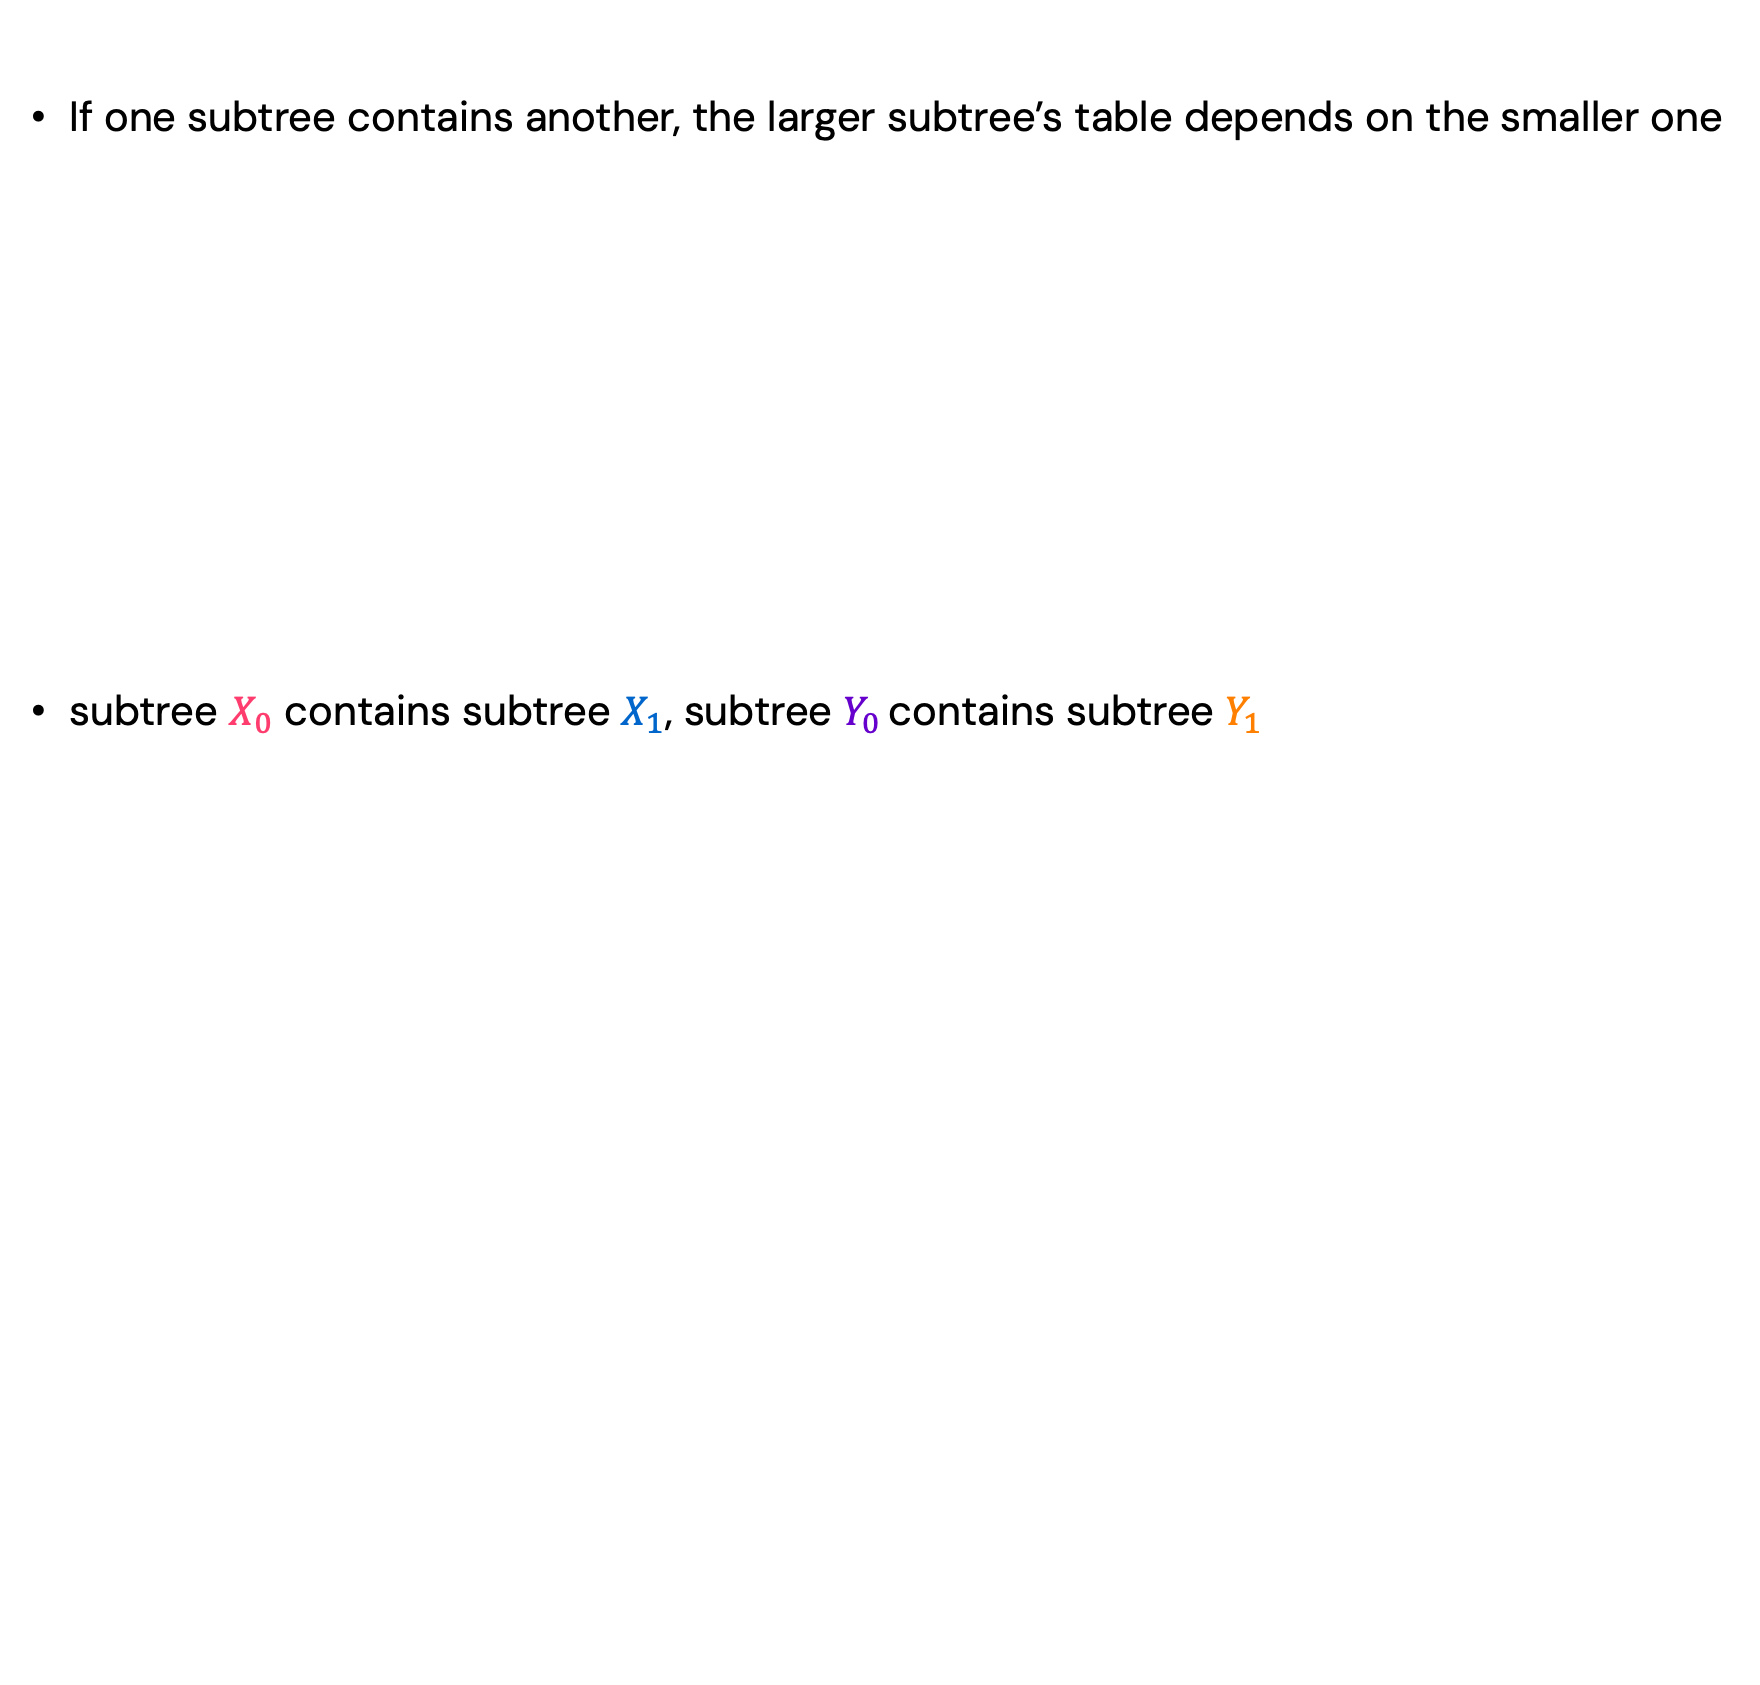 • If one subtree contains another, the larger subtree’s table depends on the smaller one
• subtree X₀ contains subtree X₁, subtree Y₀ contains subtree Y₁